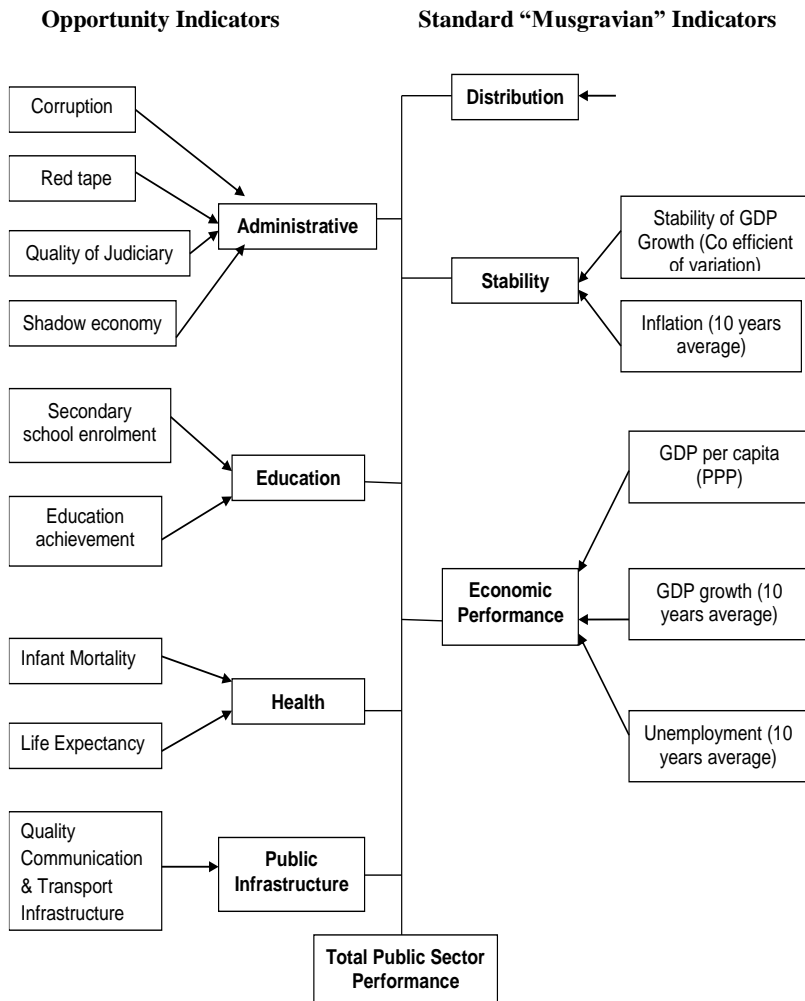 Opportunity Indicators
Standard “Musgravian” Indicators
Corruption
Red tape
Quality of Judiciary
Shadow economy
Administrative
Secondary
school enrolment
Education
achievement
Education
Infant Mortality
Life Expectancy
Health
Quality
Communication
& Transport
Infrastructure
Public
Infrastructure
Distribution
Stability
Stability of GDP
Growth (Co efficient
of variation)
Inflation (10 years
average)
Economic
Performance
GDP per capita
(PPP)
GDP growth (10
years average)
Unemployment (10
years average)
Total Public Sector
Performance